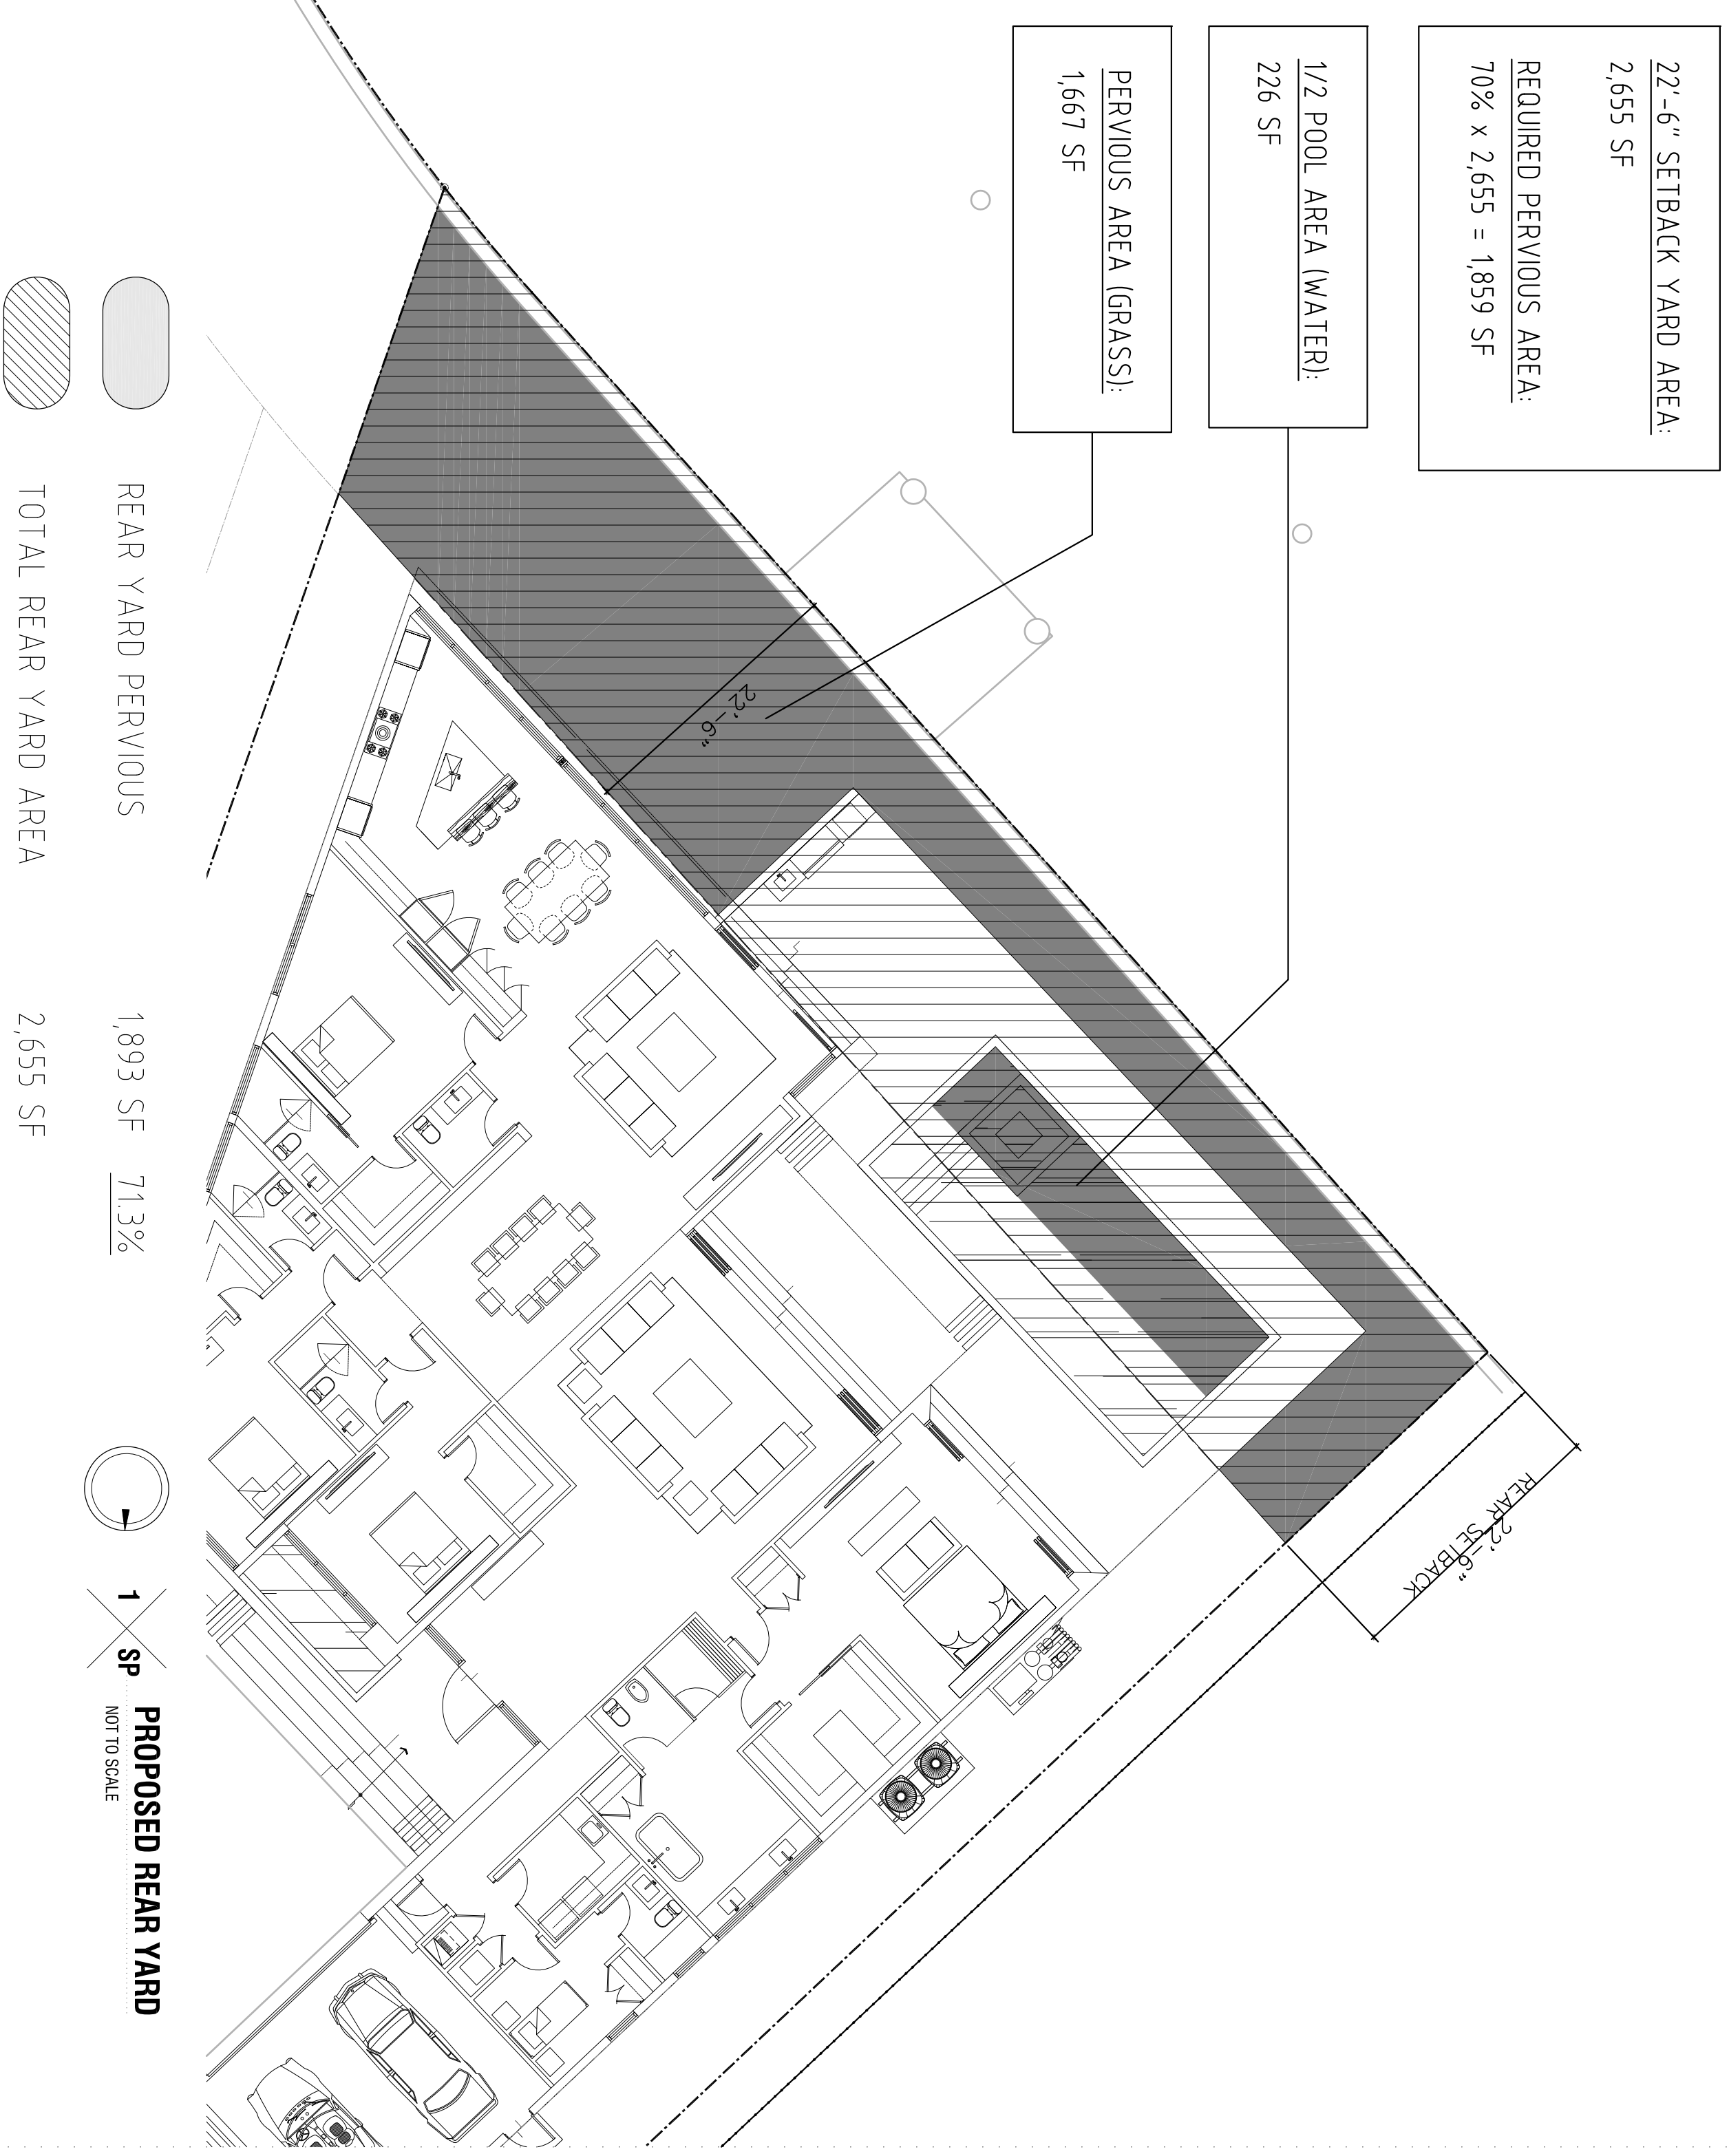 22'-6" SETBACK YARD AREA:
2,655 SF
REQUIRED PERVIOUS AREA:
70% x 2,655 = 1,859 SF
1/2 POOL AREA (WATER):
226 SF
PERVIOUS AREA (GRASS):
1,667 SF
22'-6"
22'-6"
REAR SETBACK
REAR YARD PERVIOUS 1,893 SF 71.3%
TOTAL REAR YARD AREA 2,655 SF
1 SP PROPOSED REAR YARD
NOT TO SCALE